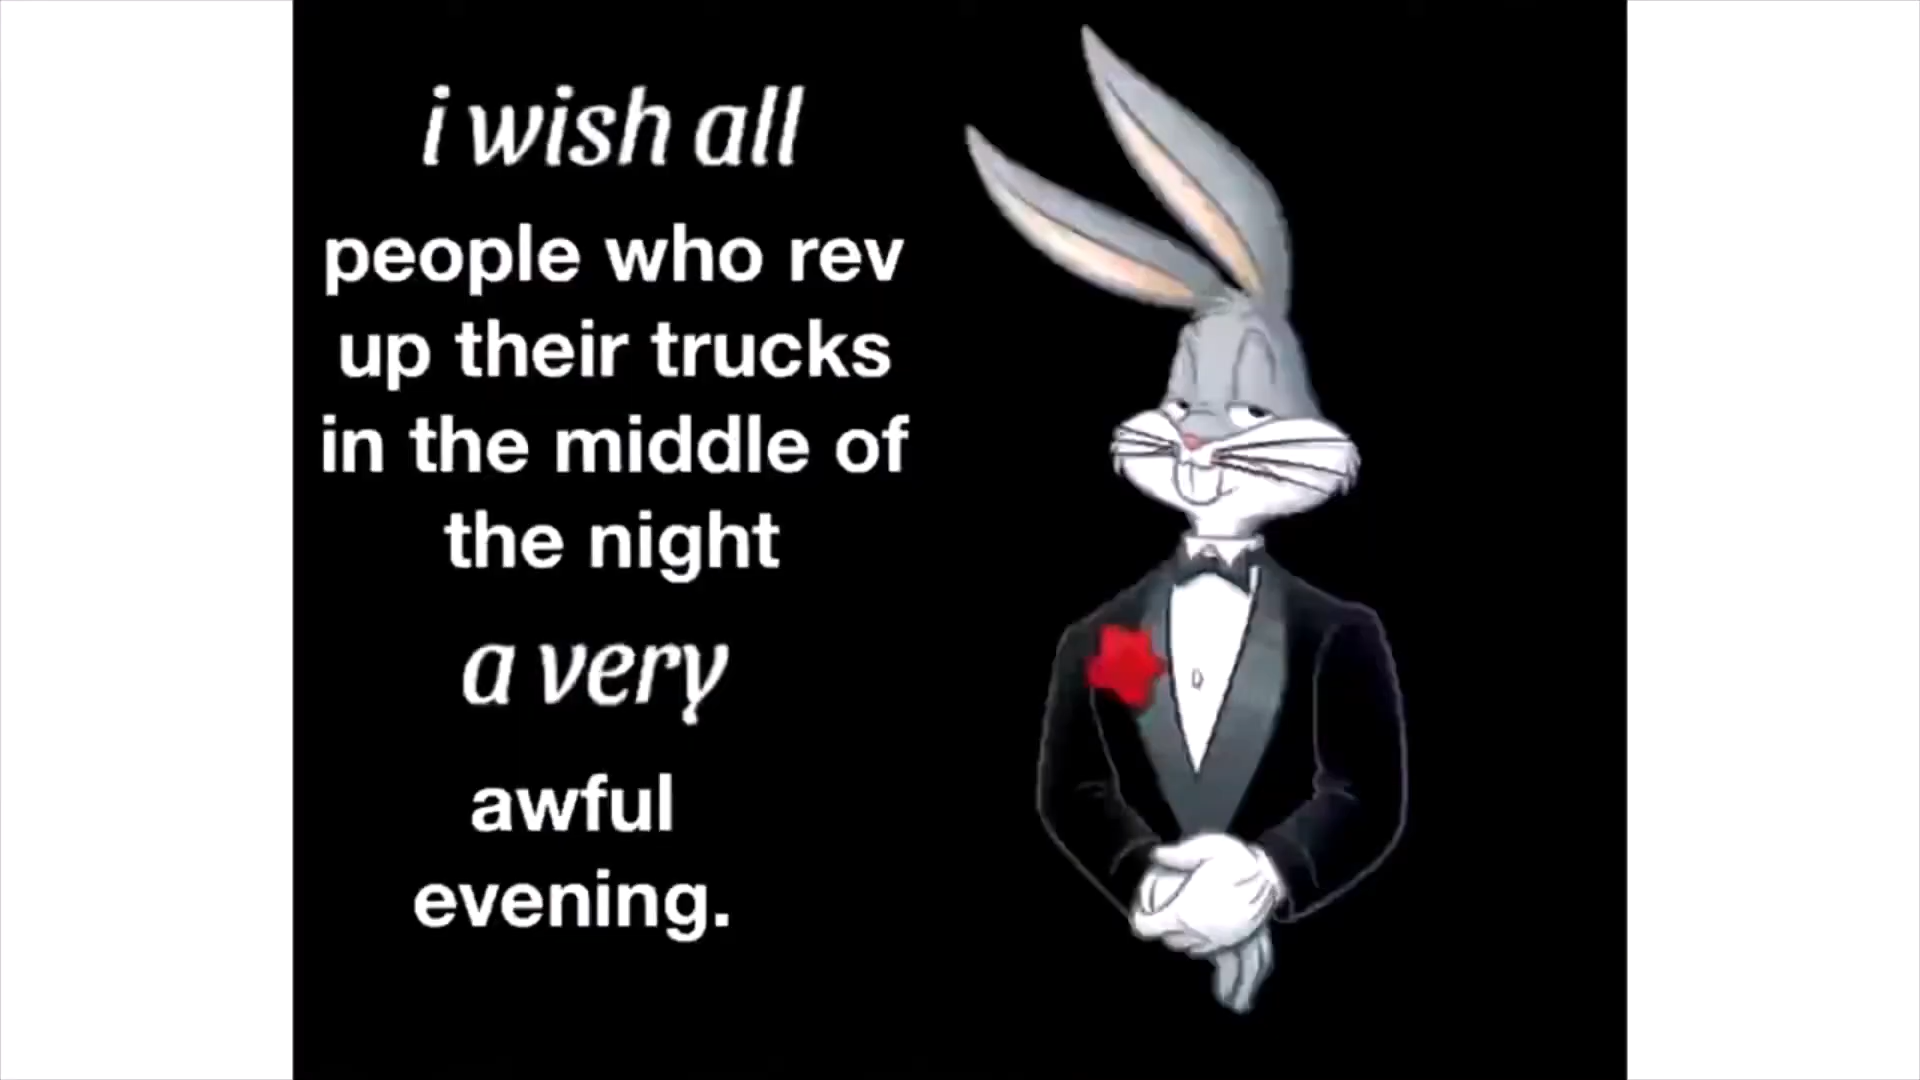 i wish all
people who rev
up their trucks
in the middle of
the night
a very
awful
evening.